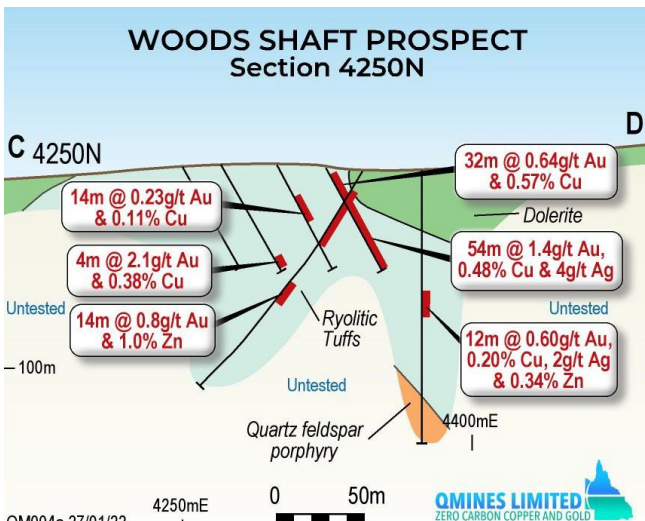 WOODS SHAFT PROSPECT
Section 4250N
C 4250N
D
32m @ 0.64g/t Au
& 0.57% Cu
14m @ 0.23g/t Au
& 0.11% Cu
Dolerite
4m @ 2.1g/t Au
& 0.38% Cu
54m @ 1.4g/t Au,
0.48% Cu & 4g/t Ag
Untested
14m @ 0.8g/t Au
& 1.0% Zn
Ryolitic
Tuffs
Untested
12m @ 0.60g/t Au,
0.20% Cu, 2g/t Ag
& 0.34% Zn
100m
Untested
Quartz feldspar
porphyry
4400mE
4250mE
0 50m
QMINES LIMITED
ZERO CARBON COPPER AND GOLD